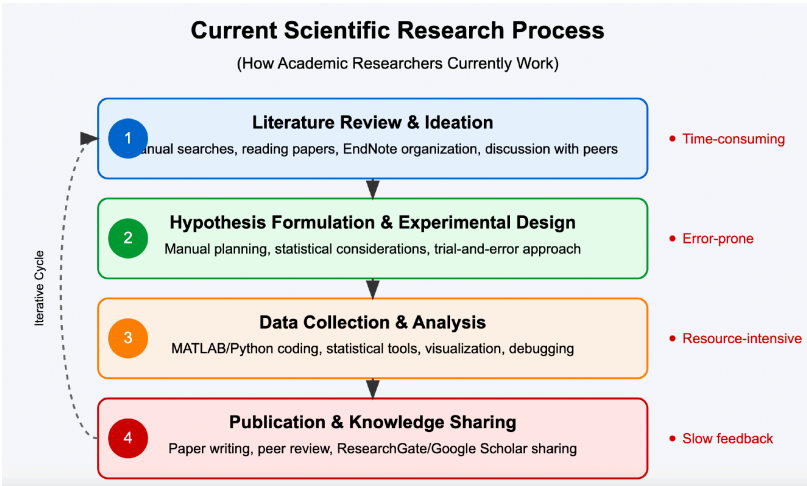 Current Scientific Research Process
(How Academic Researchers Currently Work)
1
Literature Review & Ideation
anual searches, reading papers, EndNote organization, discussion with peers
Time-consuming
2
Hypothesis Formulation & Experimental Design
Manual planning, statistical considerations, trial-and-error approach
Error-prone
Iterative Cycle
3
Data Collection & Analysis
MATLAB/Python coding, statistical tools, visualization, debugging
Resource-intensive
4
Publication & Knowledge Sharing
Paper writing, peer review, ResearchGate/Google Scholar sharing
Slow feedback